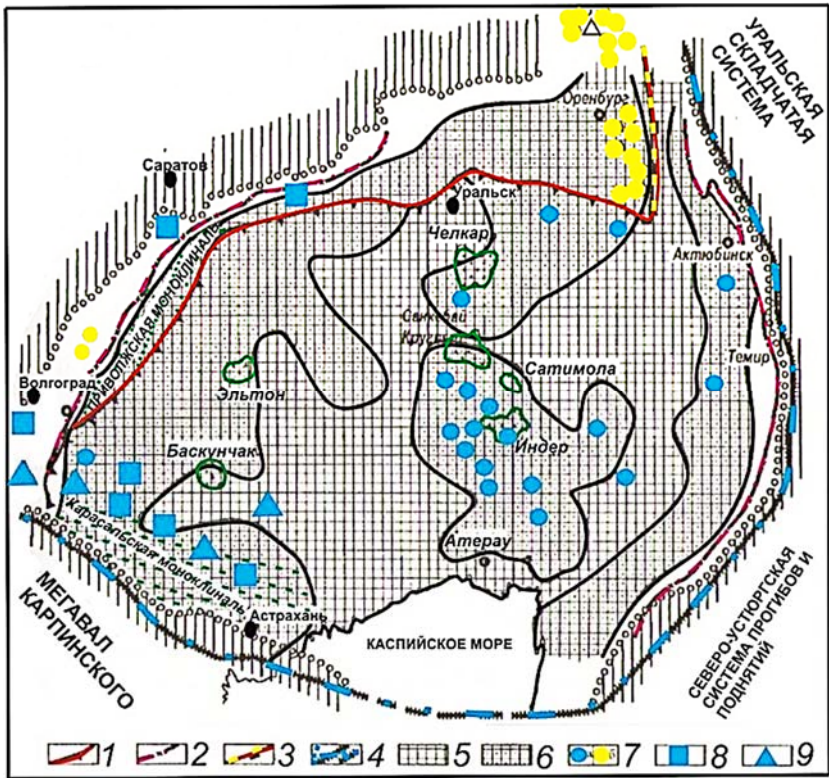 УРАЛЬСКАЯ
СКЛАДЧАТАЯ
СИСТЕМА
Оренбург
Саратов
Уральск
Челкар
Актюбинск
ПРИВОЛЖСКАЯ МОНОКЛИНАЛЬ
Сатимола
Темир
Волгоград
Эльтон
Индер
Баскунчак
Карасальская моноклиналь
Атерау
Астрахань
МЕГАВАЛ
КАРПИНСКОГО
КАСПИЙСКОЕ МОРЕ
СЕВЕРО-УСТЮРГСКАЯ
СИСТЕМА ПРОГИБОВ И
ПОДНЯТИЙ
1 2 3 4 5 6 7 8 9